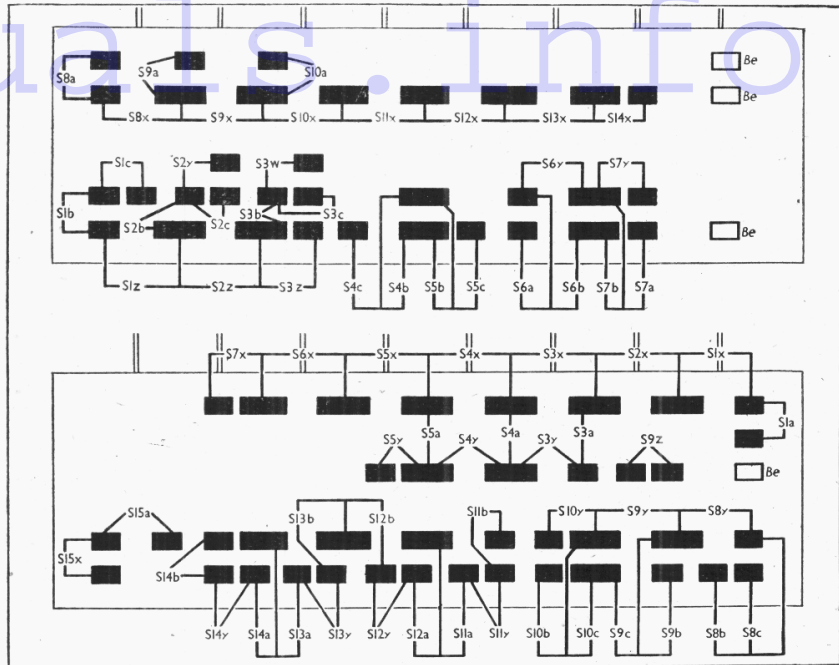 uals.info
Be
S8a S9a S10a
Be
S8x S9x S10x S11x S12x S13x S14x
S1c S2y S3w S6y S7y
S1b
S2b S2c S3b S3c
Be
S1z S2z S3z S4c S4b S5b S5c S6a S6b S7b S7a
S7x S6x S5x S4x S3x S2x S1x
S1a
S5y S5a S4y S4a S3y S3a S9z
Be
S15a S13b S12b S11b S10y S9y S8y
S15x
S14b
S14y S14a S13a S13y S12y S12a S11a S11y S10b S10c S9c S9b S8b S8c